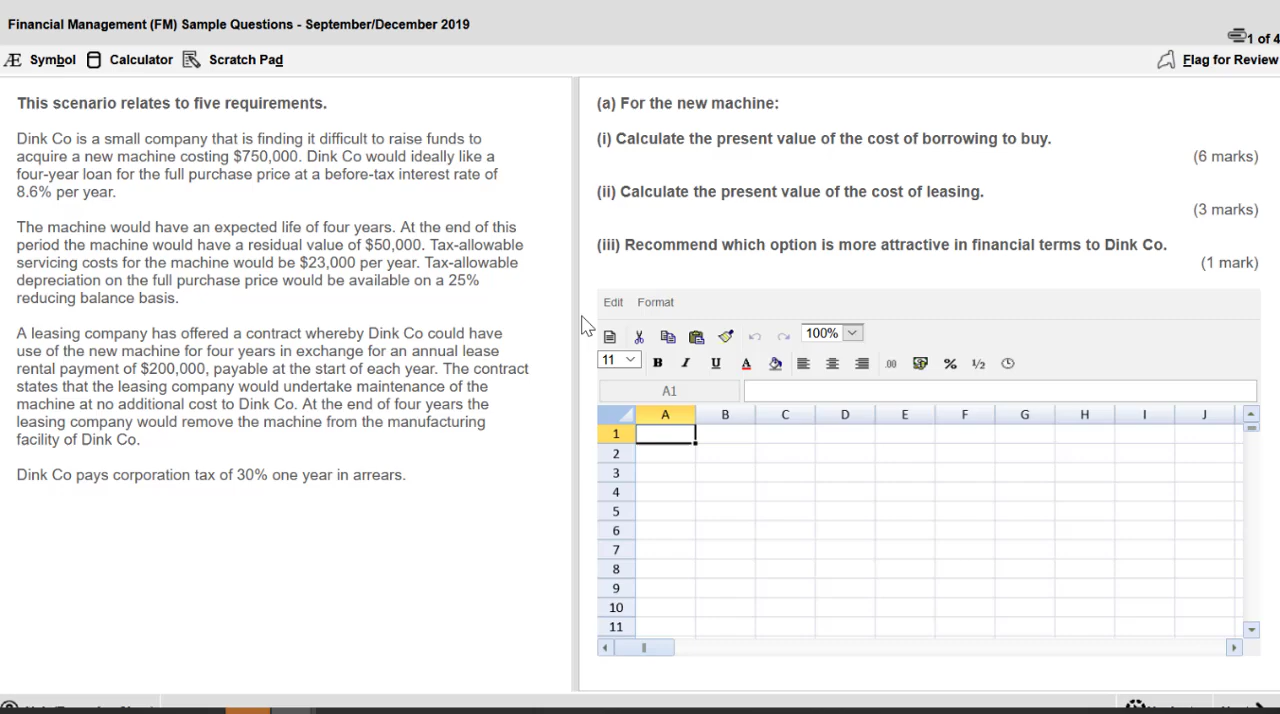 Financial Management (FM) Sample Questions - September/December 2019
1 of 4
Symbol Calculator Scratch Pad
Flag for Review
This scenario relates to five requirements.
Dink Co is a small company that is finding it difficult to raise funds to
acquire a new machine costing $750,000. Dink Co would ideally like a
four-year loan for the full purchase price at a before-tax interest rate of
8.6% per year.
The machine would have an expected life of four years. At the end of this
period the machine would have a residual value of $50,000. Tax-allowable
servicing costs for the machine would be $23,000 per year. Tax-allowable
depreciation on the full purchase price would be available on a 25%
reducing balance basis.
A leasing company has offered a contract whereby Dink Co could have
use of the new machine for four years in exchange for an annual lease
rental payment of $200,000, payable at the start of each year. The contract
states that the leasing company would undertake maintenance of the
machine at no additional cost to Dink Co. At the end of four years the
leasing company would remove the machine from the manufacturing
facility of Dink Co.
Dink Co pays corporation tax of 30% one year in arrears.
(a) For the new machine:
(i) Calculate the present value of the cost of borrowing to buy.
(6 marks)
(ii) Calculate the present value of the cost of leasing.
(3 marks)
(iii) Recommend which option is more attractive in financial terms to Dink Co.
(1 mark)
Edit Format
100%
11 B I U A .00 % 1/2
A1
A B C D E F G H I J
1
2
3
4
5
6
7
8
9
10
11